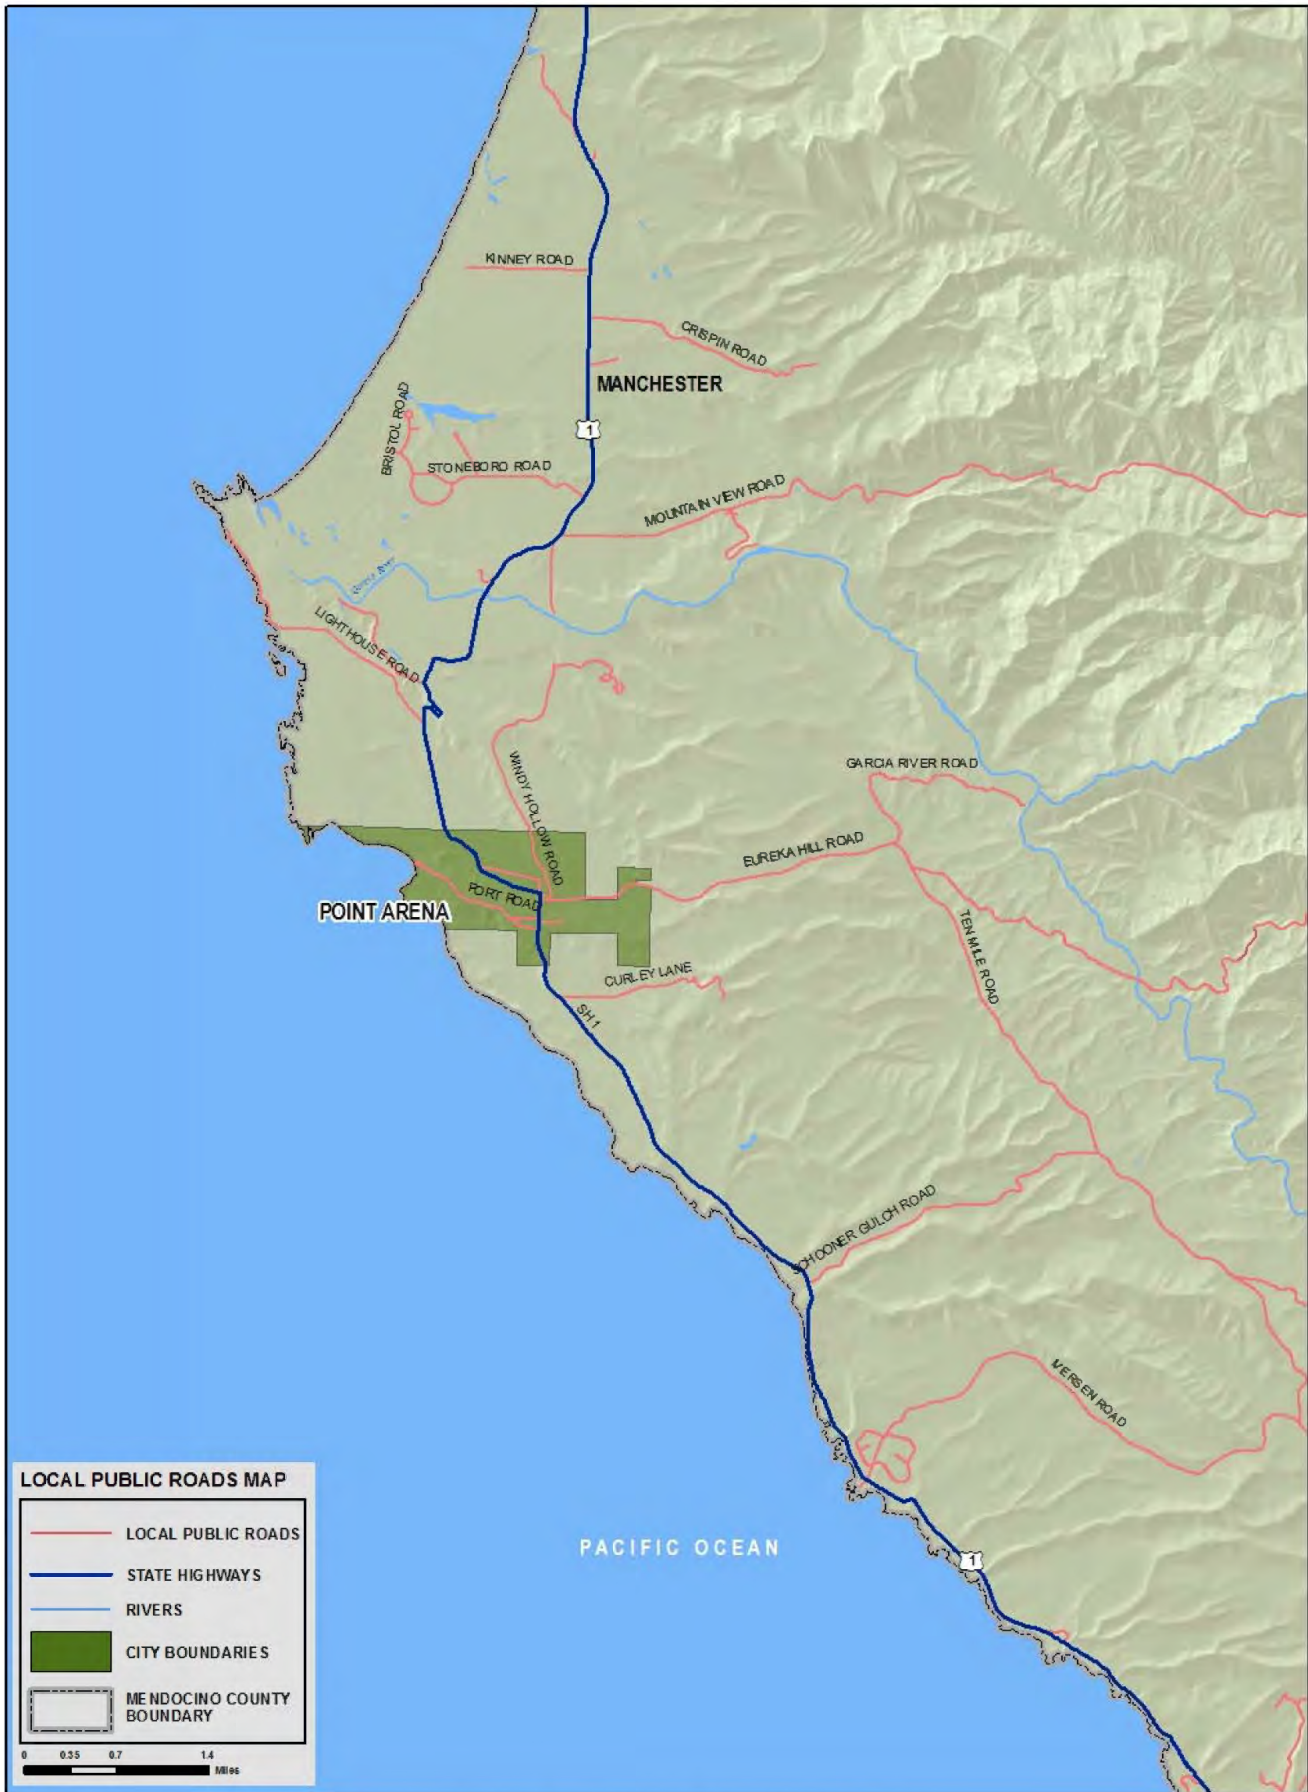 KINNEY ROAD
CRISPIN ROAD
MANCHESTER
BRISTOL ROAD
1
STONEBORO ROAD
MOUNTAIN VIEW ROAD
Garcia River
LIGHTHOUSE ROAD
WINDY HOLLOW ROAD
GARCIA RIVER ROAD
EUREKA HILL ROAD
PORT ROAD
POINT ARENA
TEN MILE ROAD
CURLEY LANE
SH 1
SCHOONER GULCH ROAD
IVERSEN ROAD
PACIFIC OCEAN
1
LOCAL PUBLIC ROADS MAP
LOCAL PUBLIC ROADS
STATE HIGHWAYS
RIVERS
CITY BOUNDARIES
MENDOCINO COUNTY
BOUNDARY
0 0.35 0.7 1.4
Miles